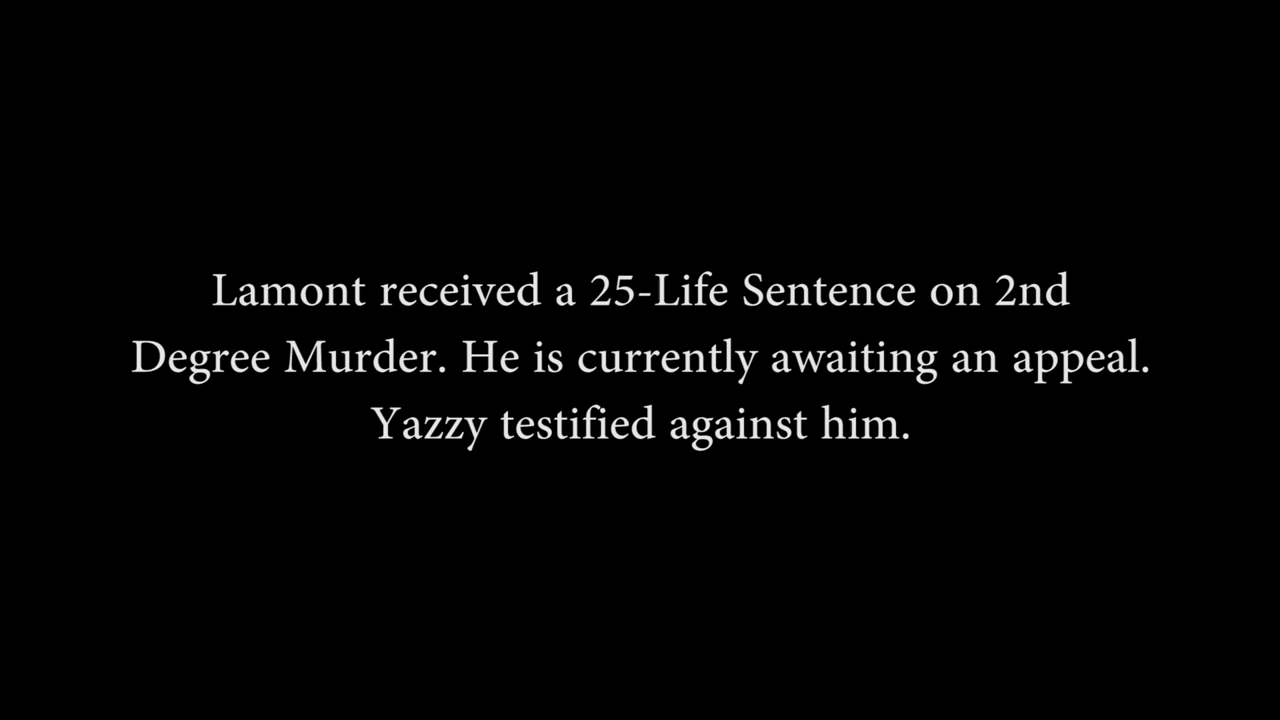 Lamont received a 25-Life Sentence on 2nd
Degree Murder. He is currently awaiting an appeal.
Yazzy testified against him.